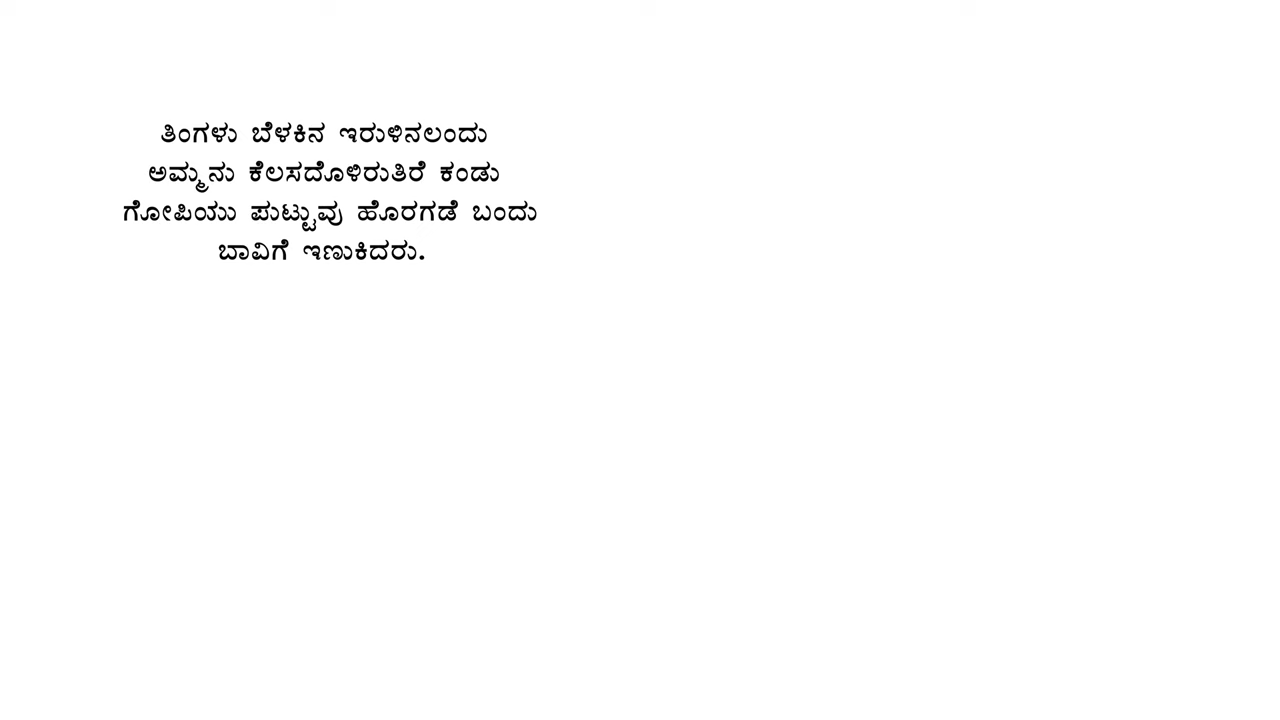 ತಿಂಗಳು ಬೆಳಕಿನ ಇರುಳಿನಲಂದು
ಅಮ್ಮನು ಕೆಲಸದೊಳಿರುತಿರೆ ಕಂಡು
ಗೋಪಿಯು ಪುಟ್ಟುವು ಹೊರಗಡೆ ಬಂದು
ಬಾವಿಗೆ ಇಣುಕಿದರು.